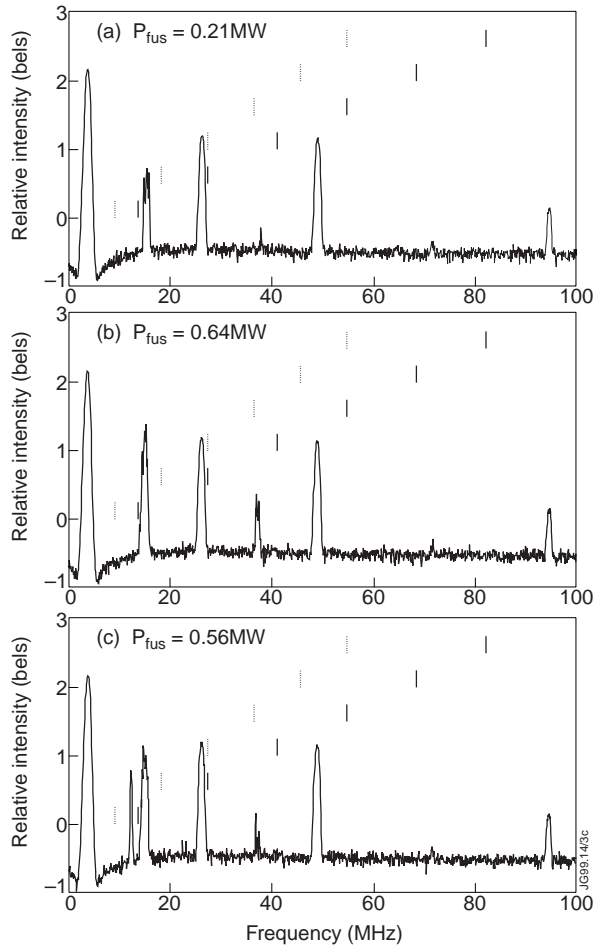 3
(a) P_fus = 0.21MW
2
1
0
–1
Relative intensity (bels)
0 20 40 60 80 100
3
(b) P_fus = 0.64MW
2
1
0
–1
Relative intensity (bels)
0 20 40 60 80 100
3
(c) P_fus = 0.56MW
2
1
0
–1
Relative intensity (bels)
0 20 40 60 80 100
Frequency (MHz)
JG99.14/3c